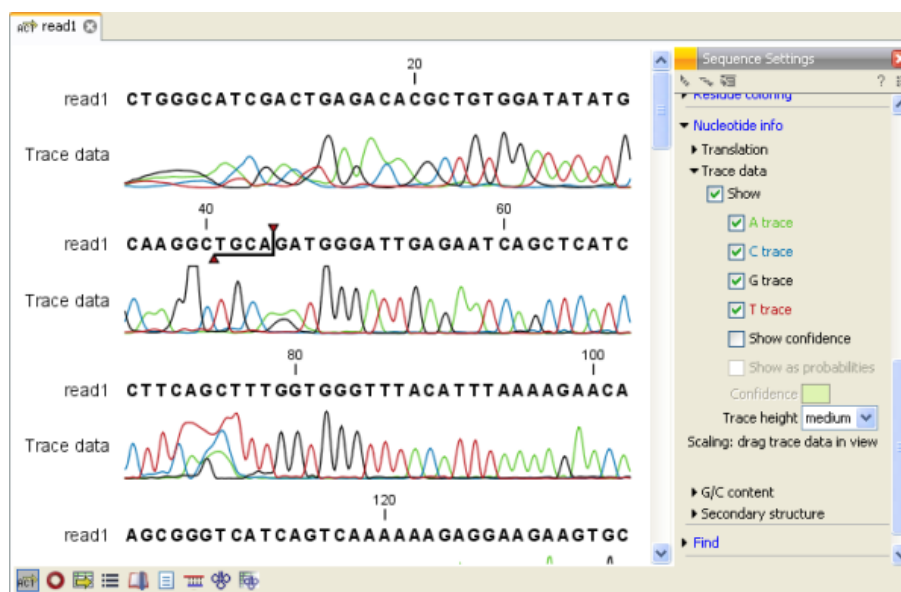 ACT read1
20
read1 CTGGGCATCGACTGAGACACGCTGTGGATATATG
Trace data
40 60
read1 CAAGGCTGCAGATGGGATTGAGAATCAGCTCATC
Trace data
80 100
read1 CTTCAGCTTTGGTGGGTTTACATTTAAAAGAACA
Trace data
120
read1 AGCGGGTCATCAGTCAAAAAAGAGGAAGAAGTGC
ACT
Sequence Settings
?
Residue coloring
Nucleotide info
Translation
Trace data
Show
A trace
C trace
G trace
T trace
Show confidence
Show as probabilities
Confidence
Trace height medium
Scaling: drag trace data in view
G/C content
Secondary structure
Find